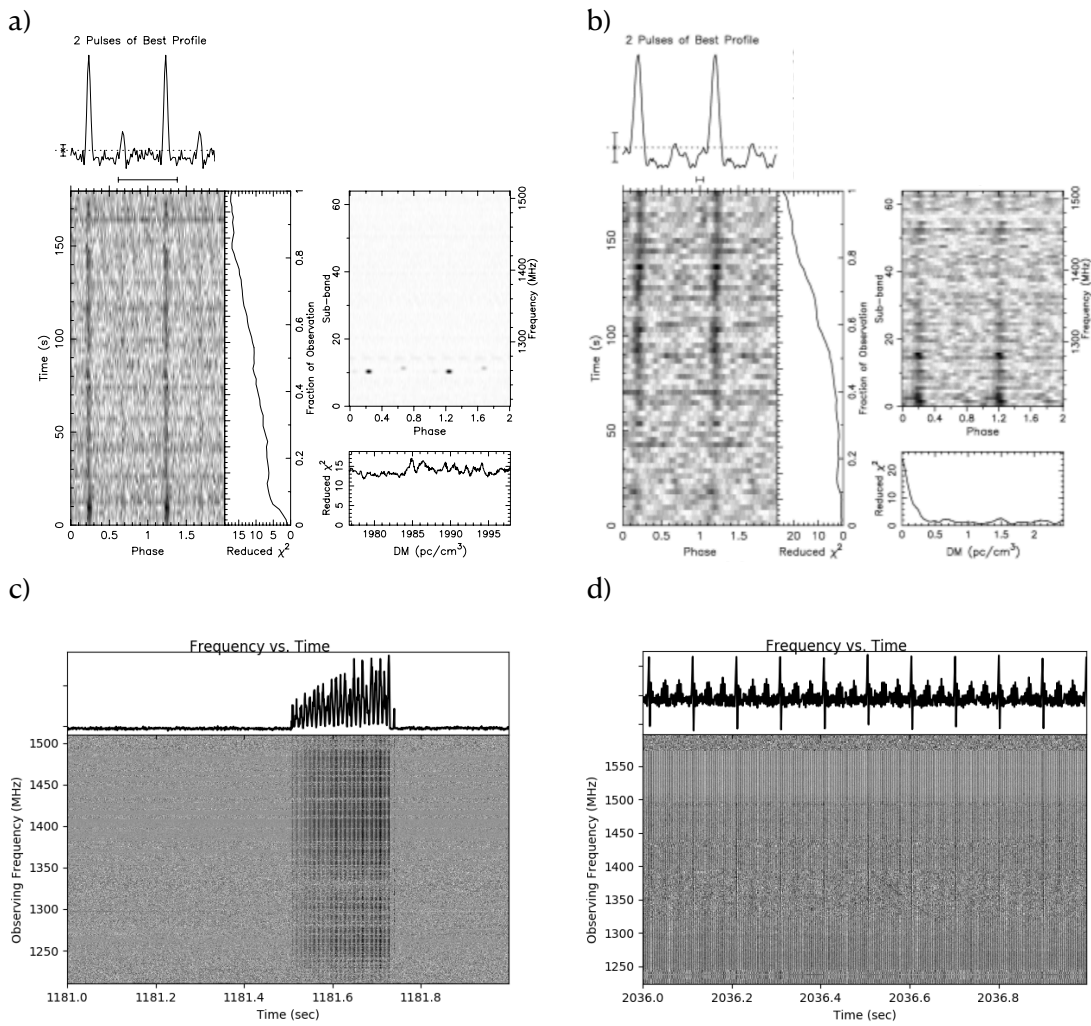 a)
2 Pulses of Best Profile
Time (s)
0
50
100
150
0
0.5
1
1.5
Phase
15 10 5 0
Reduced χ²
0
0.2
0.4
0.6
0.8
1
Fraction of Observation
0
20
40
60
Sub-band
1300
1400
1500
Frequency (MHz)
0 0.4 0.8 1.2 1.6 2
Phase
0
5
10
15
Reduced χ²
1980 1985 1990 1995
DM (pc/cm³)
b)
2 Pulses of Best Profile
Time (s)
0
50
100
150
0 0.5 1 1.5
Phase
20 10 0
Reduced χ²
0
0.2
0.4
0.6
0.8
1
Fraction of Observation
0
20
40
60
Sub-band
1300
1400
1500
Frequency (MHz)
0 0.4 0.8 1.2 1.6 2
Phase
0
10
20
Reduced χ²
0 0.5 1 1.5 2
DM (pc/cm³)
c)
Frequency vs. Time
1500
1450
1400
1350
1300
1250
Observing Frequency (MHz)
1181.0 1181.2 1181.4 1181.6 1181.8
Time (sec)
d)
Frequency vs. Time
1550
1500
1450
1400
1350
1300
1250
Observing Frequency (MHz)
2036.0 2036.2 2036.4 2036.6 2036.8
Time (sec)